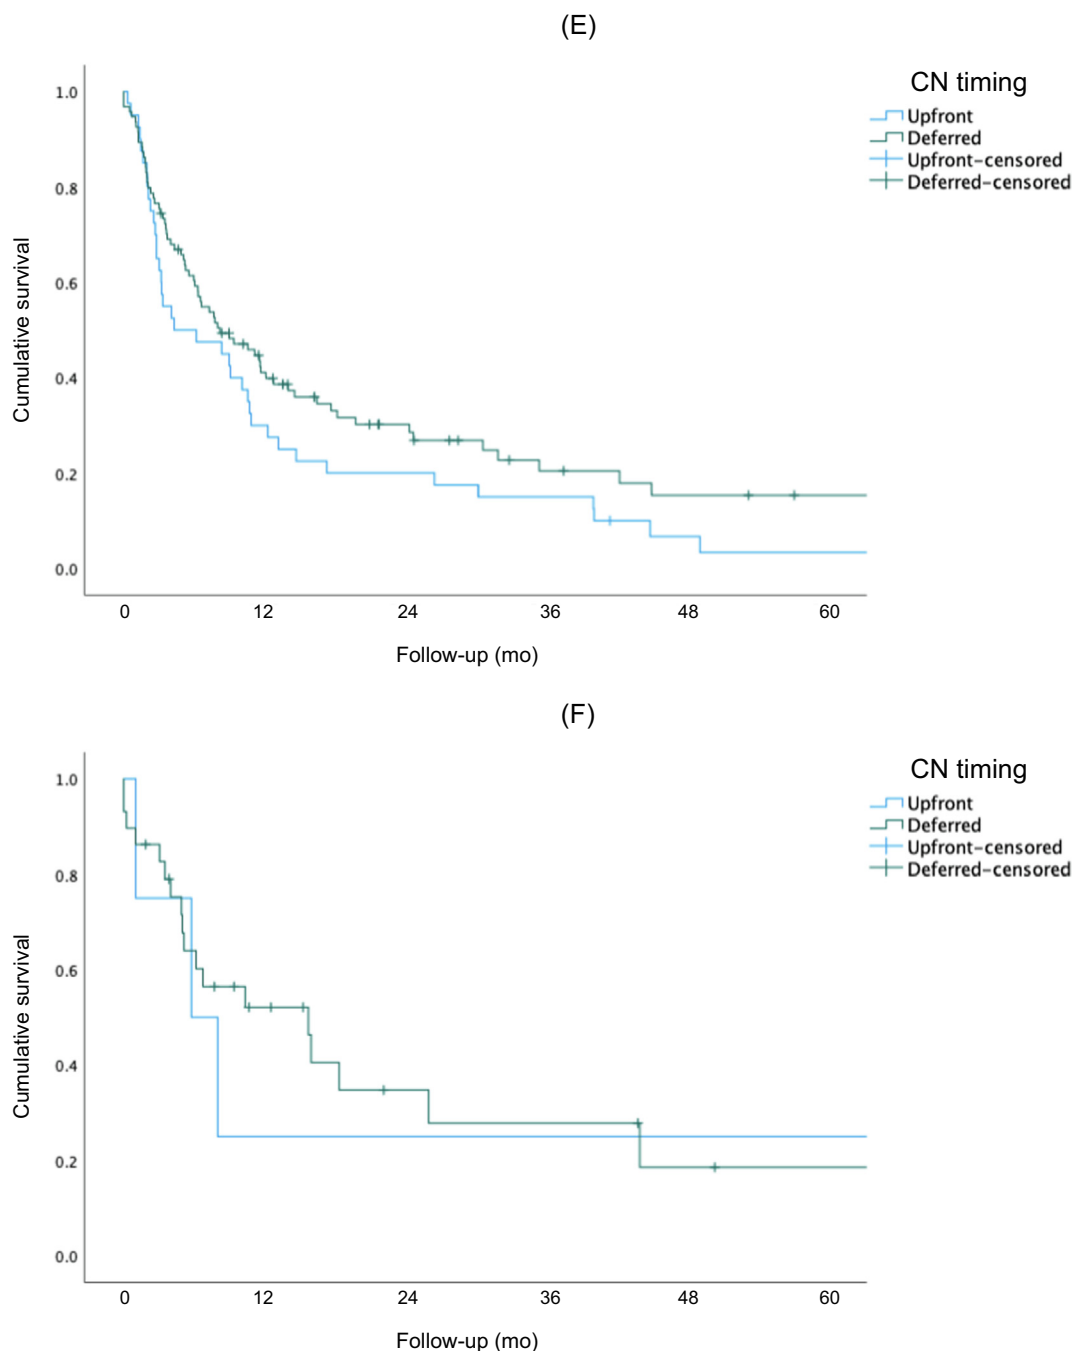 (E)
CN timing
Upfront
Deferred
Upfront-censored
Deferred-censored
1.0
0.8
0.6
0.4
0.2
0.0
Cumulative survival
0 12 24 36 48 60
Follow-up (mo)
(F)
CN timing
Upfront
Deferred
Upfront-censored
Deferred-censored
1.0
0.8
0.6
0.4
0.2
0.0
Cumulative survival
0 12 24 36 48 60
Follow-up (mo)